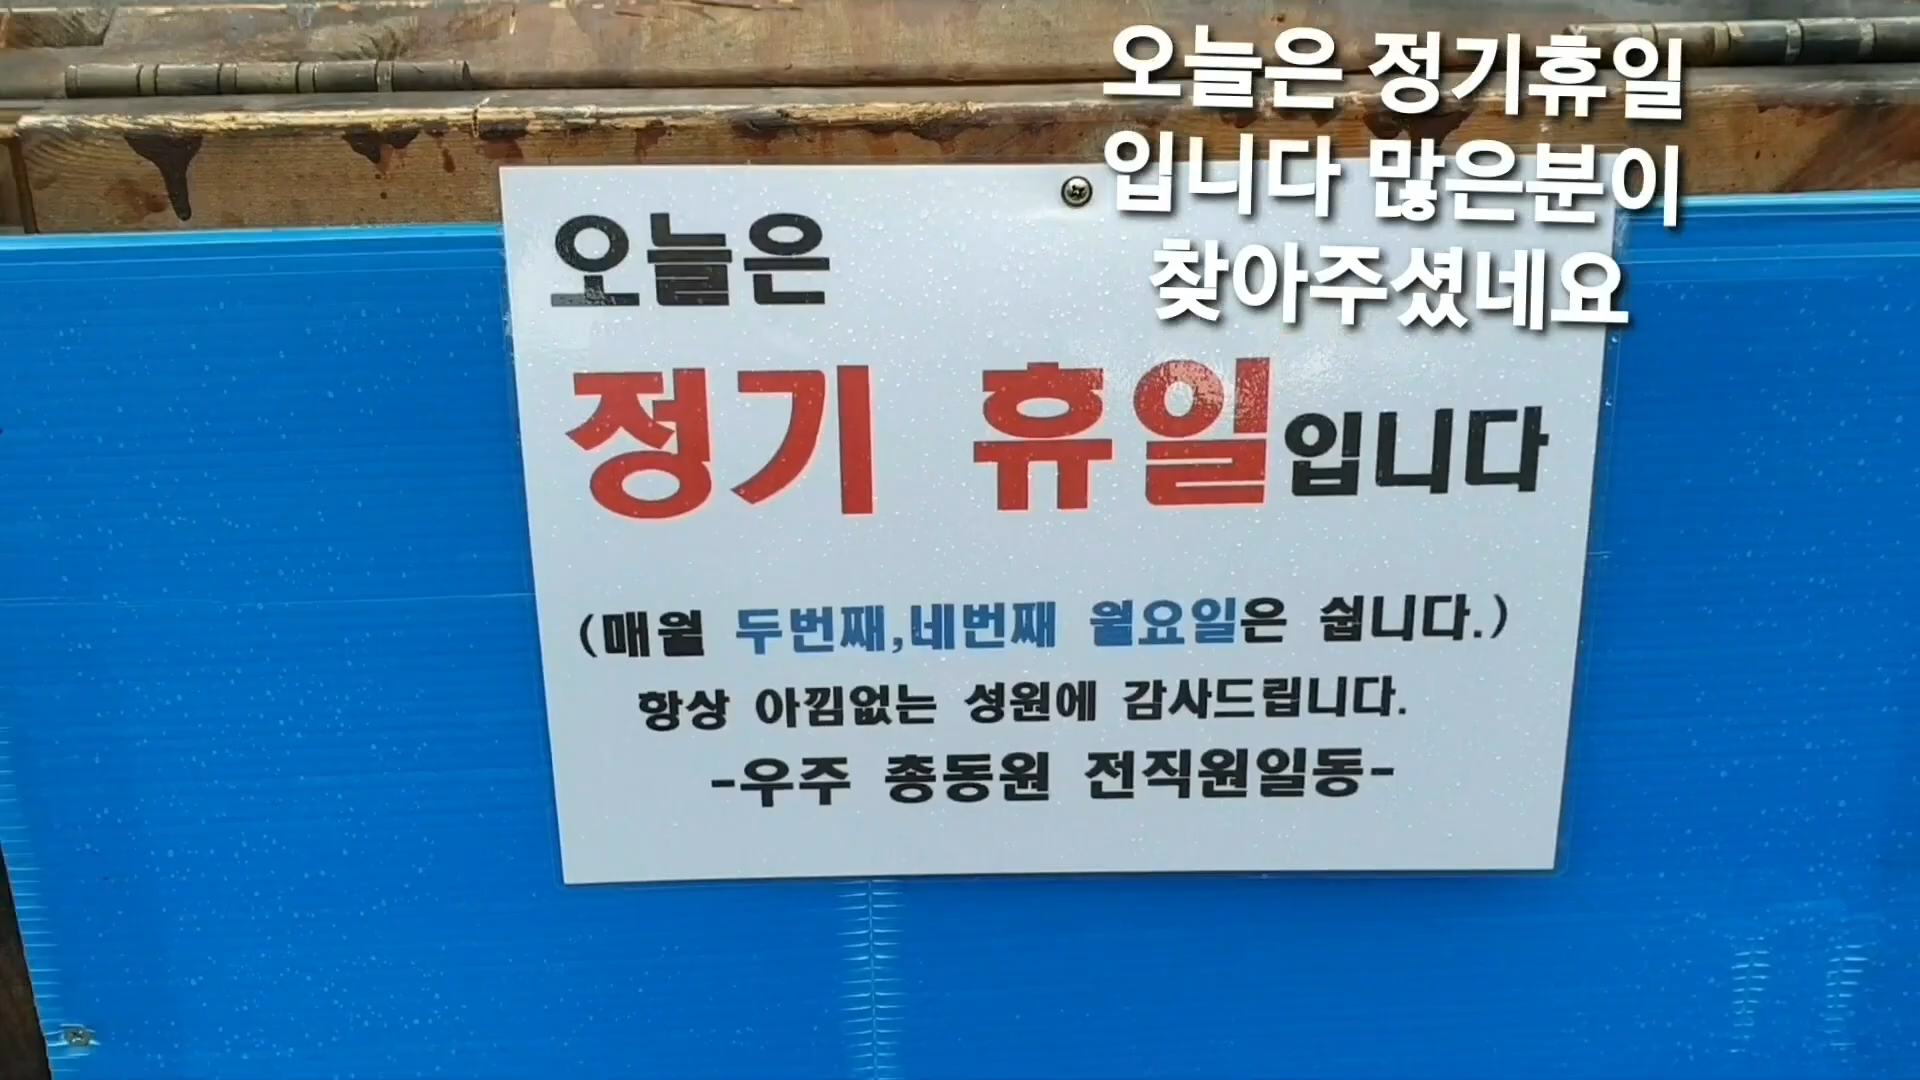 오늘은 정기휴일
입니다 많은분이
찾아주셨네요
오늘은
정기 휴일입니다
(매월 두번째,네번째 월요일은 쉽니다.)
항상 아낌없는 성원에 감사드립니다.
-우주 총동원 전직원일동-